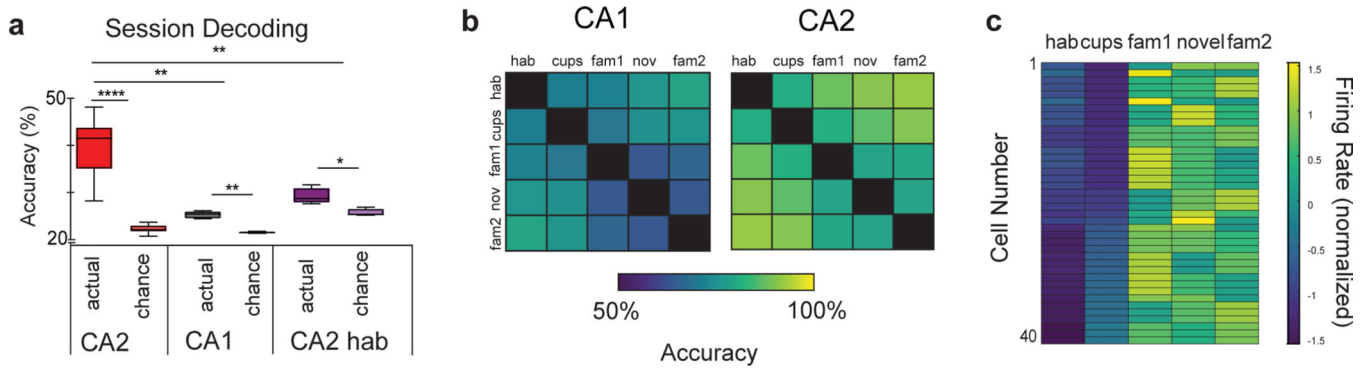 a
Session Decoding
**
**
****
**
*
50
20
Accuracy (%)
actual
chance
actual
chance
actual
chance
CA2
CA1
CA2 hab
b
CA1
CA2
hab cups fam1 nov fam2
hab cups fam1 nov fam2
hab
cups
fam1
nov
fam2
50%
100%
Accuracy
c
hab cups fam1 novel fam2
1
40
Cell Number
1.5
1
0.5
0
-0.5
-1
-1.5
Firing Rate (normalized)